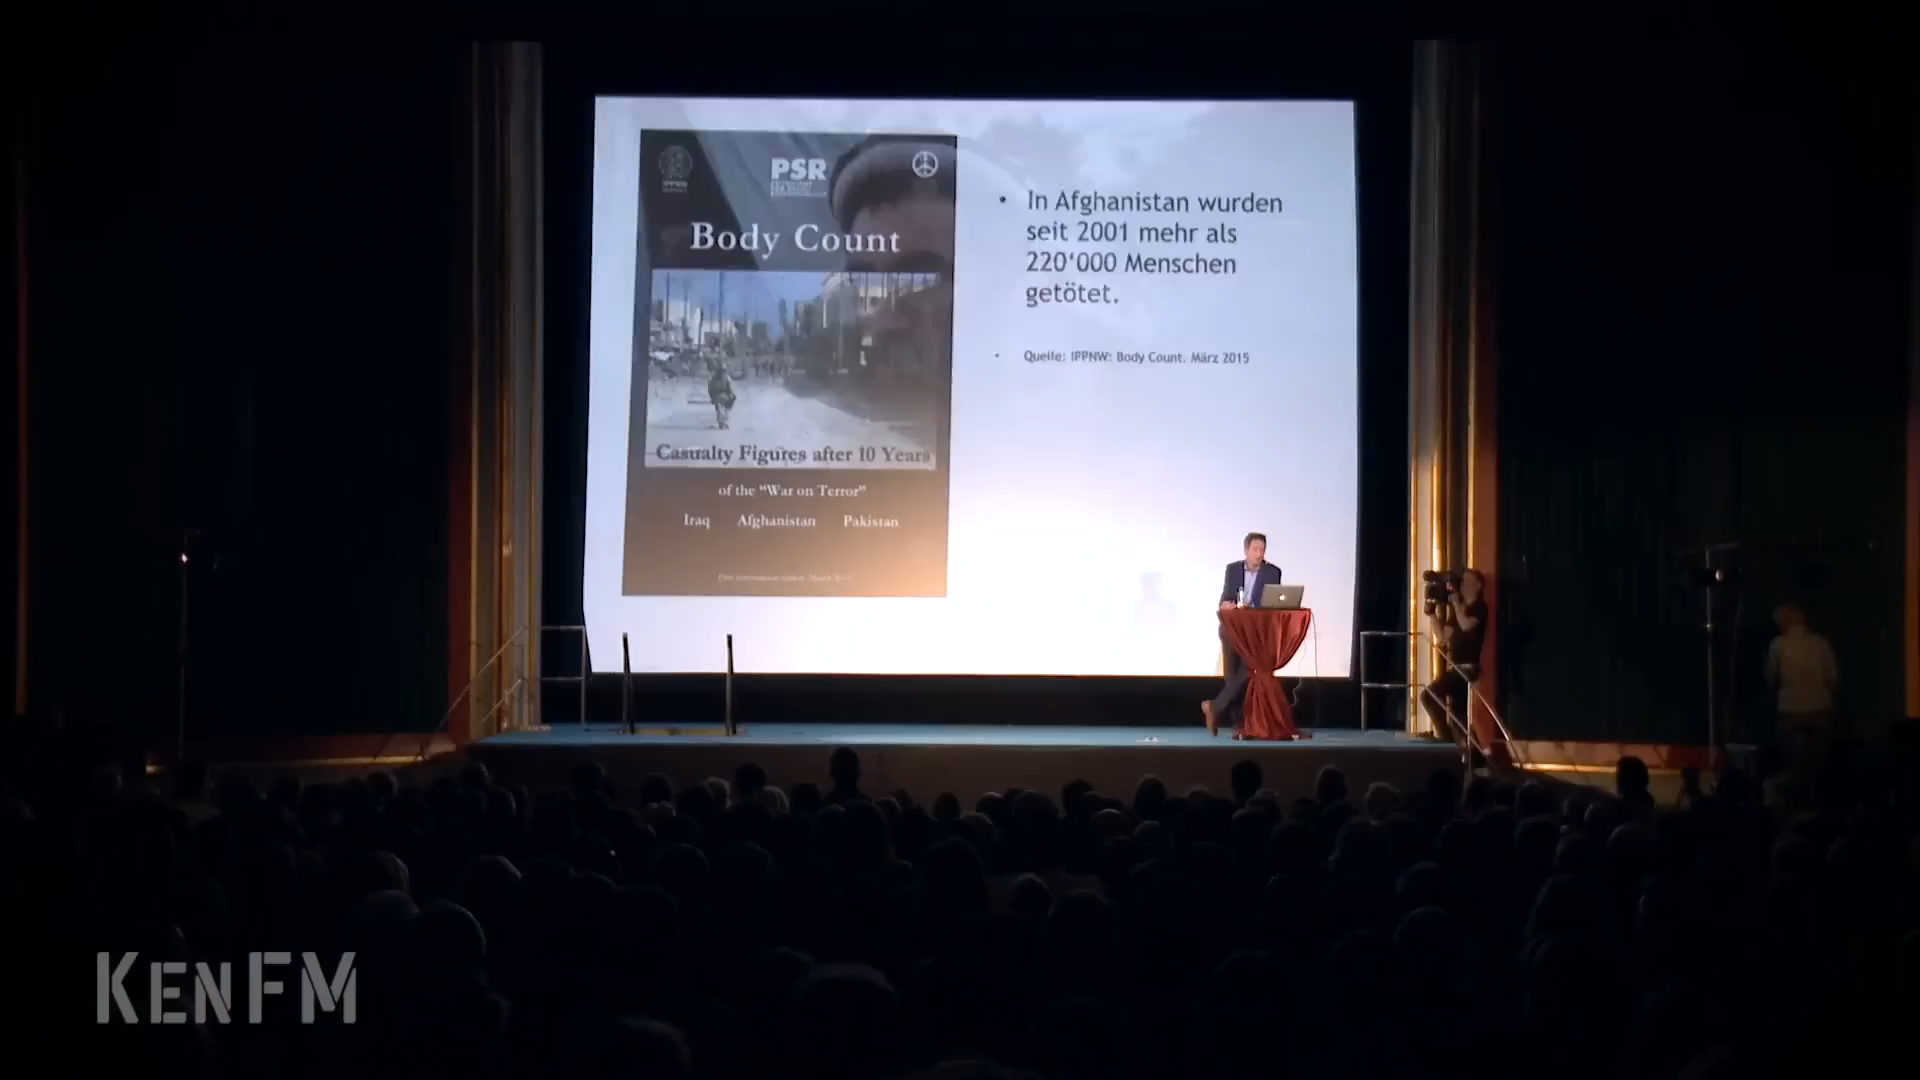 IPPNW
PSR
Body Count
Casualty Figures after 10 Years
of the “War on Terror”
Iraq Afghanistan Pakistan
• In Afghanistan wurden
seit 2001 mehr als
220‘000 Menschen
getötet.
• Quelle: IPPNW: Body Count. März 2015
KENFM